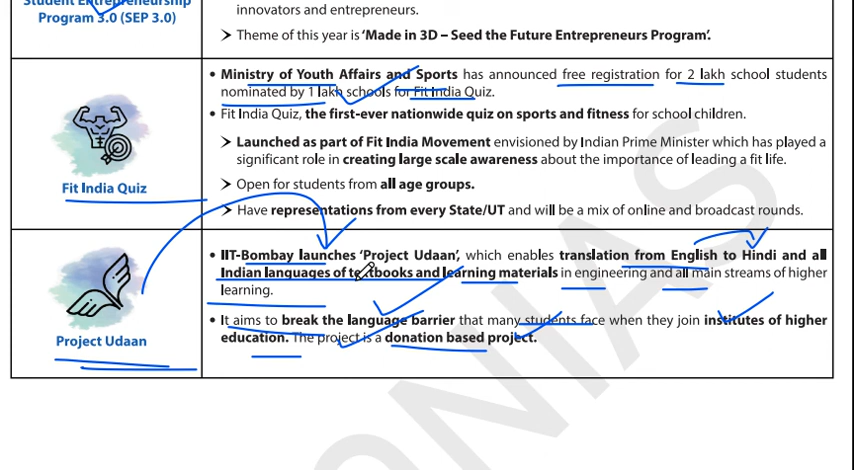 Student Entrepreneurship
Program 3.0 (SEP 3.0)
innovators and entrepreneurs.
➤ Theme of this year is ‘Made in 3D – Seed the Future Entrepreneurs Program’.
Fit India Quiz
• Ministry of Youth Affairs and Sports has announced free registration for 2 lakh school students
nominated by 1 lakh schools for Fit India Quiz.
• Fit India Quiz, the first-ever nationwide quiz on sports and fitness for school children.
➤ Launched as part of Fit India Movement envisioned by Indian Prime Minister which has played a
significant role in creating large scale awareness about the importance of leading a fit life.
➤ Open for students from all age groups.
➤ Have representations from every State/UT and will be a mix of online and broadcast rounds.
Project Udaan
• IIT-Bombay launches ‘Project Udaan’, which enables translation from English to Hindi and all
Indian languages of textbooks and learning materials in engineering and all main streams of higher
learning.
• It aims to break the language barrier that many students face when they join institutes of higher
education. The project is a donation based project.
ONIAS